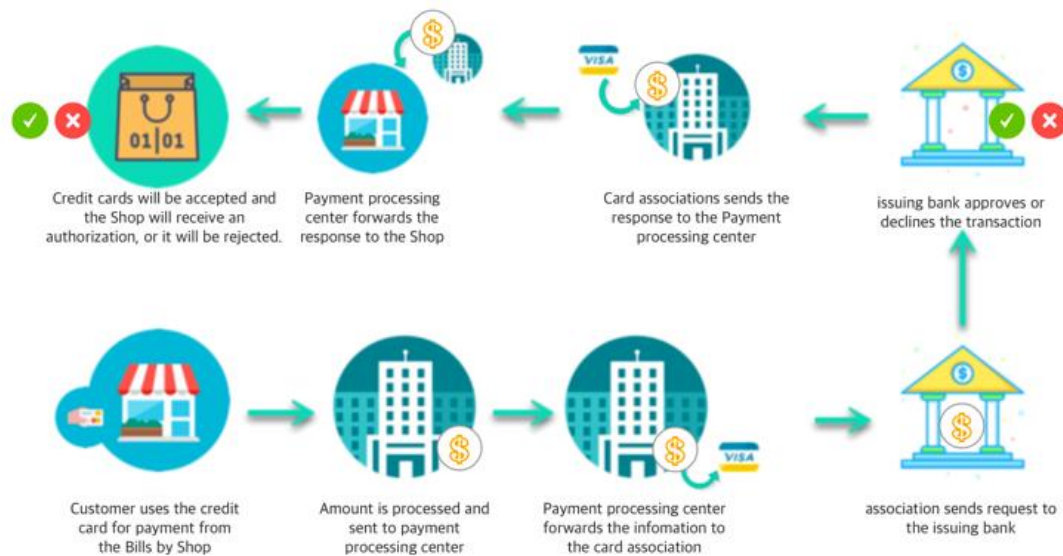 01|01
Credit cards will be accepted and
the Shop will receive an
authorization, or it will be rejected.
Payment processing
center forwards the
response to the Shop
VISA
Card associations sends the
response to the Payment
processing center
issuing bank approves or
declines the transaction
Customer uses the credit
card for payment from
the Bills by Shop
Amount is processed and
sent to payment
processing center
VISA
Payment processing center
forwards the infomation to
the card association
association sends request to
the issuing bank